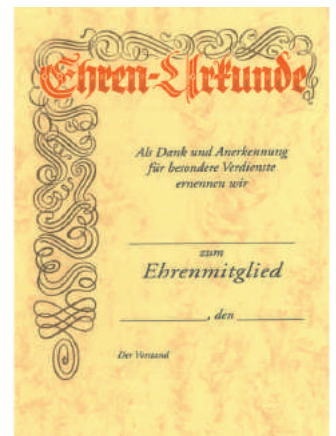 Ehren-Urkunde
Als Dank und Anerkennung
für besondere Verdienste
ernennen wir
zum
Ehrenmitglied
, den
Der Vorstand